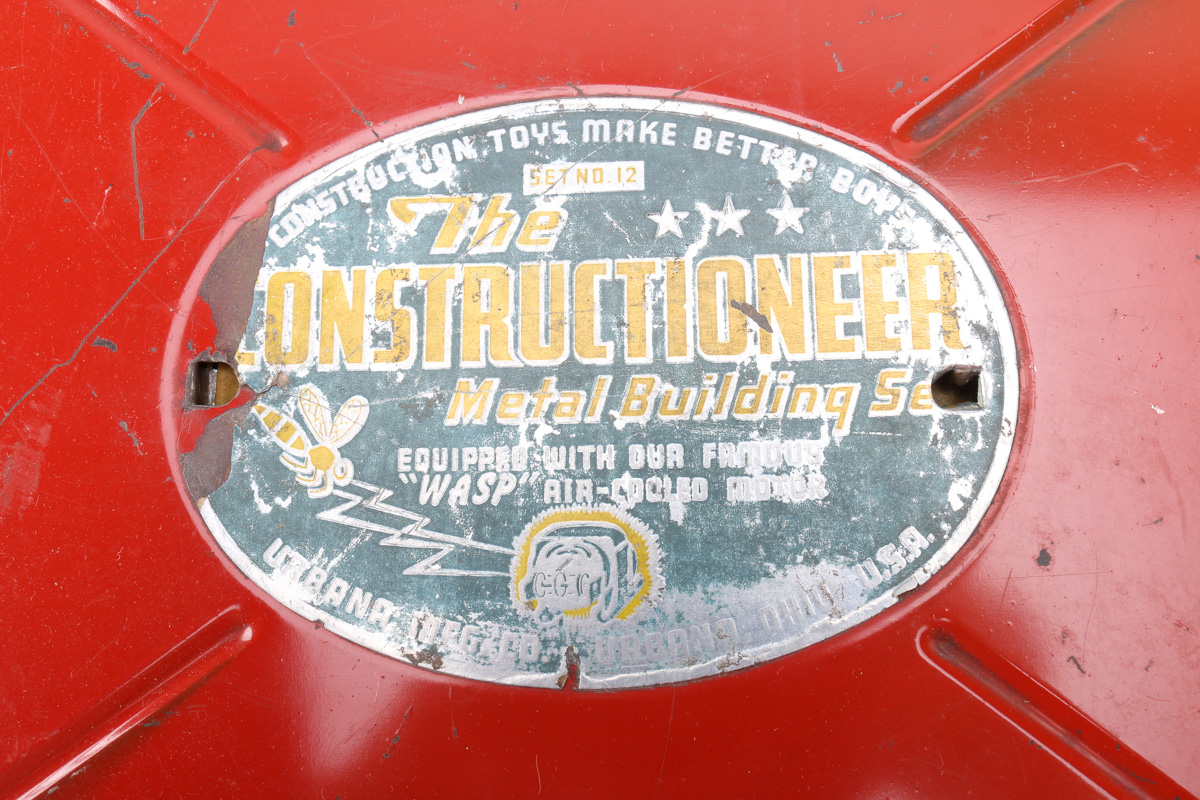 CONSTRUCTION TOYS MAKE BETTER BOYS
SET NO. 12
The
CONSTRUCTIONEER
Metal Building Se
EQUIPPED WITH OUR FAMOUS
"WASP" AIR-COOLED MOTOR
URBANA MFG. CO. URBANA, OHIO, U.S.A.